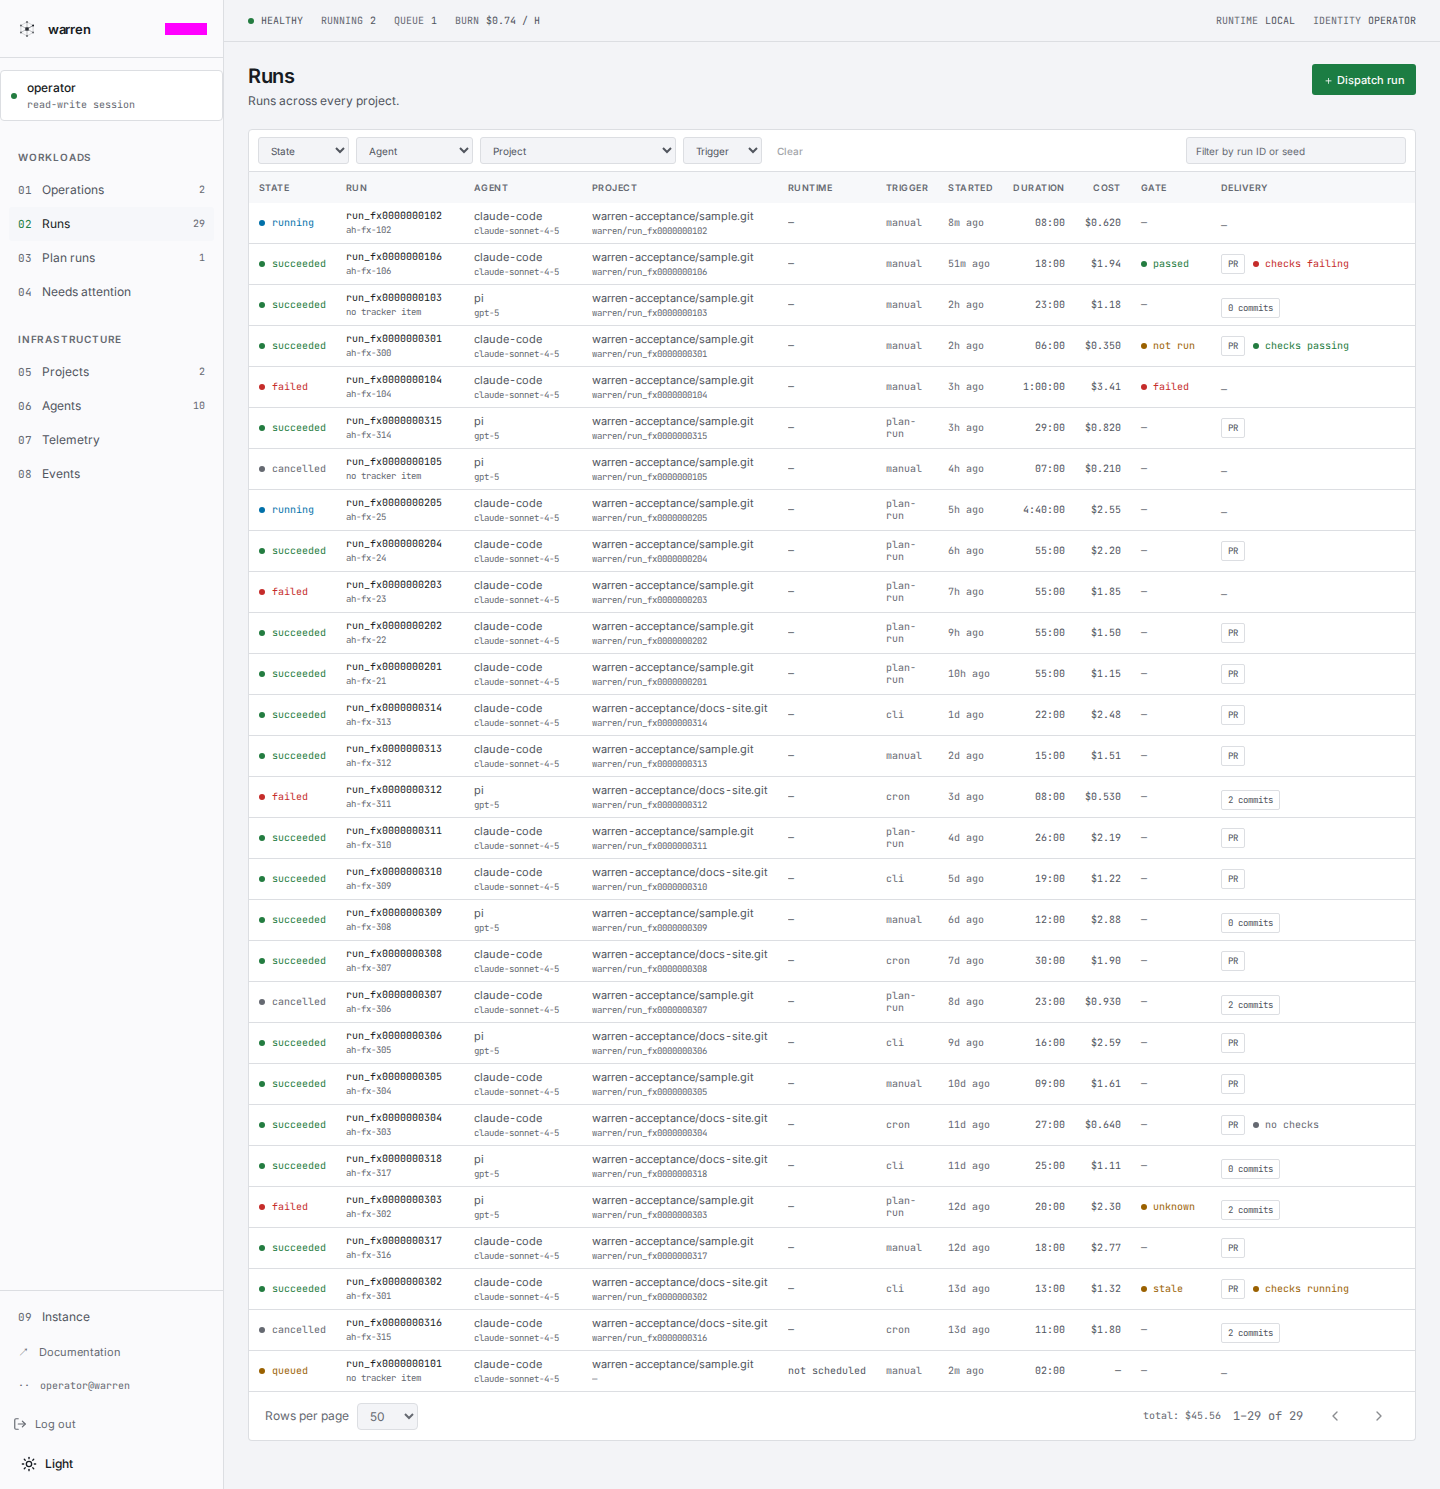 warren
operator
read-write session
WORKLOADS
01 Operations 2
02 Runs 29
03 Plan runs 1
04 Needs attention
INFRASTRUCTURE
05 Projects 2
06 Agents 10
07 Telemetry
08 Events
09 Instance
Documentation
operator@warren
Log out
Light
HEALTHY RUNNING 2 QUEUE 1 BURN $0.74 / H RUNTIME LOCAL IDENTITY OPERATOR
Runs
Runs across every project.
+ Dispatch run
State Agent Project Trigger Clear Filter by run ID or seed
STATE RUN AGENT PROJECT RUNTIME TRIGGER STARTED DURATION COST GATE DELIVERY
running run_fx0000000102 claude-code warren-acceptance/sample.git — manual 8m ago 08:00 $0.620 — —
ah-fx-102 claude-sonnet-4-5 warren/run_fx0000000102
succeeded run_fx0000000106 claude-code warren-acceptance/sample.git — manual 51m ago 18:00 $1.94 passed PR checks failing
ah-fx-106 claude-sonnet-4-5 warren/run_fx0000000106
succeeded run_fx0000000103 pi warren-acceptance/sample.git — manual 2h ago 23:00 $1.18 — 0 commits
no tracker item gpt-5 warren/run_fx0000000103
succeeded run_fx0000000301 claude-code warren-acceptance/sample.git — manual 2h ago 06:00 $0.350 not run PR checks passing
ah-fx-300 claude-sonnet-4-5 warren/run_fx0000000301
failed run_fx0000000104 claude-code warren-acceptance/sample.git — manual 3h ago 1:00:00 $3.41 failed —
ah-fx-104 claude-sonnet-4-5 warren/run_fx0000000104
succeeded run_fx0000000315 pi warren-acceptance/sample.git — plan-run 3h ago 29:00 $0.820 — PR
ah-fx-314 gpt-5 warren/run_fx0000000315
cancelled run_fx0000000105 pi warren-acceptance/sample.git — manual 4h ago 07:00 $0.210 — —
no tracker item gpt-5 warren/run_fx0000000105
running run_fx0000000205 claude-code warren-acceptance/sample.git — plan-run 5h ago 4:40:00 $2.55 — —
ah-fx-25 claude-sonnet-4-5 warren/run_fx0000000205
succeeded run_fx0000000204 claude-code warren-acceptance/sample.git — plan-run 6h ago 55:00 $2.20 — PR
ah-fx-24 claude-sonnet-4-5 warren/run_fx0000000204
failed run_fx0000000203 claude-code warren-acceptance/sample.git — plan-run 7h ago 55:00 $1.85 — —
ah-fx-23 claude-sonnet-4-5 warren/run_fx0000000203
succeeded run_fx0000000202 claude-code warren-acceptance/sample.git — plan-run 9h ago 55:00 $1.50 — PR
ah-fx-22 claude-sonnet-4-5 warren/run_fx0000000202
succeeded run_fx0000000201 claude-code warren-acceptance/sample.git — plan-run 10h ago 55:00 $1.15 — PR
ah-fx-21 claude-sonnet-4-5 warren/run_fx0000000201
succeeded run_fx0000000314 claude-code warren-acceptance/docs-site.git — cli 1d ago 22:00 $2.48 — PR
ah-fx-313 claude-sonnet-4-5 warren/run_fx0000000314
succeeded run_fx0000000313 claude-code warren-acceptance/sample.git — manual 2d ago 15:00 $1.51 — PR
ah-fx-312 claude-sonnet-4-5 warren/run_fx0000000313
failed run_fx0000000312 pi warren-acceptance/docs-site.git — cron 3d ago 08:00 $0.530 — 2 commits
ah-fx-311 gpt-5 warren/run_fx0000000312
succeeded run_fx0000000311 claude-code warren-acceptance/sample.git — plan-run 4d ago 26:00 $2.19 — PR
ah-fx-310 claude-sonnet-4-5 warren/run_fx0000000311
succeeded run_fx0000000310 claude-code warren-acceptance/docs-site.git — cli 5d ago 19:00 $1.22 — PR
ah-fx-309 claude-sonnet-4-5 warren/run_fx0000000310
succeeded run_fx0000000309 pi warren-acceptance/sample.git — manual 6d ago 12:00 $2.88 — 0 commits
ah-fx-308 gpt-5 warren/run_fx0000000309
succeeded run_fx0000000308 claude-code warren-acceptance/docs-site.git — cron 7d ago 30:00 $1.90 — PR
ah-fx-307 claude-sonnet-4-5 warren/run_fx0000000308
cancelled run_fx0000000307 claude-code warren-acceptance/sample.git — plan-run 8d ago 23:00 $0.930 — 2 commits
ah-fx-306 claude-sonnet-4-5 warren/run_fx0000000307
succeeded run_fx0000000306 pi warren-acceptance/docs-site.git — cli 9d ago 16:00 $2.59 — PR
ah-fx-305 gpt-5 warren/run_fx0000000306
succeeded run_fx0000000305 claude-code warren-acceptance/sample.git — manual 10d ago 09:00 $1.61 — PR
ah-fx-304 claude-sonnet-4-5 warren/run_fx0000000305
succeeded run_fx0000000304 claude-code warren-acceptance/docs-site.git — cron 11d ago 27:00 $0.640 — PR no checks
ah-fx-303 claude-sonnet-4-5 warren/run_fx0000000304
succeeded run_fx0000000318 pi warren-acceptance/docs-site.git — cli 11d ago 25:00 $1.11 — 0 commits
ah-fx-317 gpt-5 warren/run_fx0000000318
failed run_fx0000000303 pi warren-acceptance/sample.git — plan-run 12d ago 20:00 $2.30 unknown 2 commits
ah-fx-302 gpt-5 warren/run_fx0000000303
succeeded run_fx0000000317 claude-code warren-acceptance/sample.git — manual 12d ago 18:00 $2.77 — PR
ah-fx-316 claude-sonnet-4-5 warren/run_fx0000000317
succeeded run_fx0000000302 claude-code warren-acceptance/docs-site.git — cli 13d ago 13:00 $1.32 stale PR checks running
ah-fx-301 claude-sonnet-4-5 warren/run_fx0000000302
cancelled run_fx0000000316 claude-code warren-acceptance/docs-site.git — cron 13d ago 11:00 $1.80 — 2 commits
ah-fx-315 claude-sonnet-4-5 warren/run_fx0000000316
queued run_fx0000000101 claude-code warren-acceptance/sample.git not scheduled manual 2m ago 02:00 — — —
no tracker item claude-sonnet-4-5 —
Rows per page 50 total: $45.56 1–29 of 29